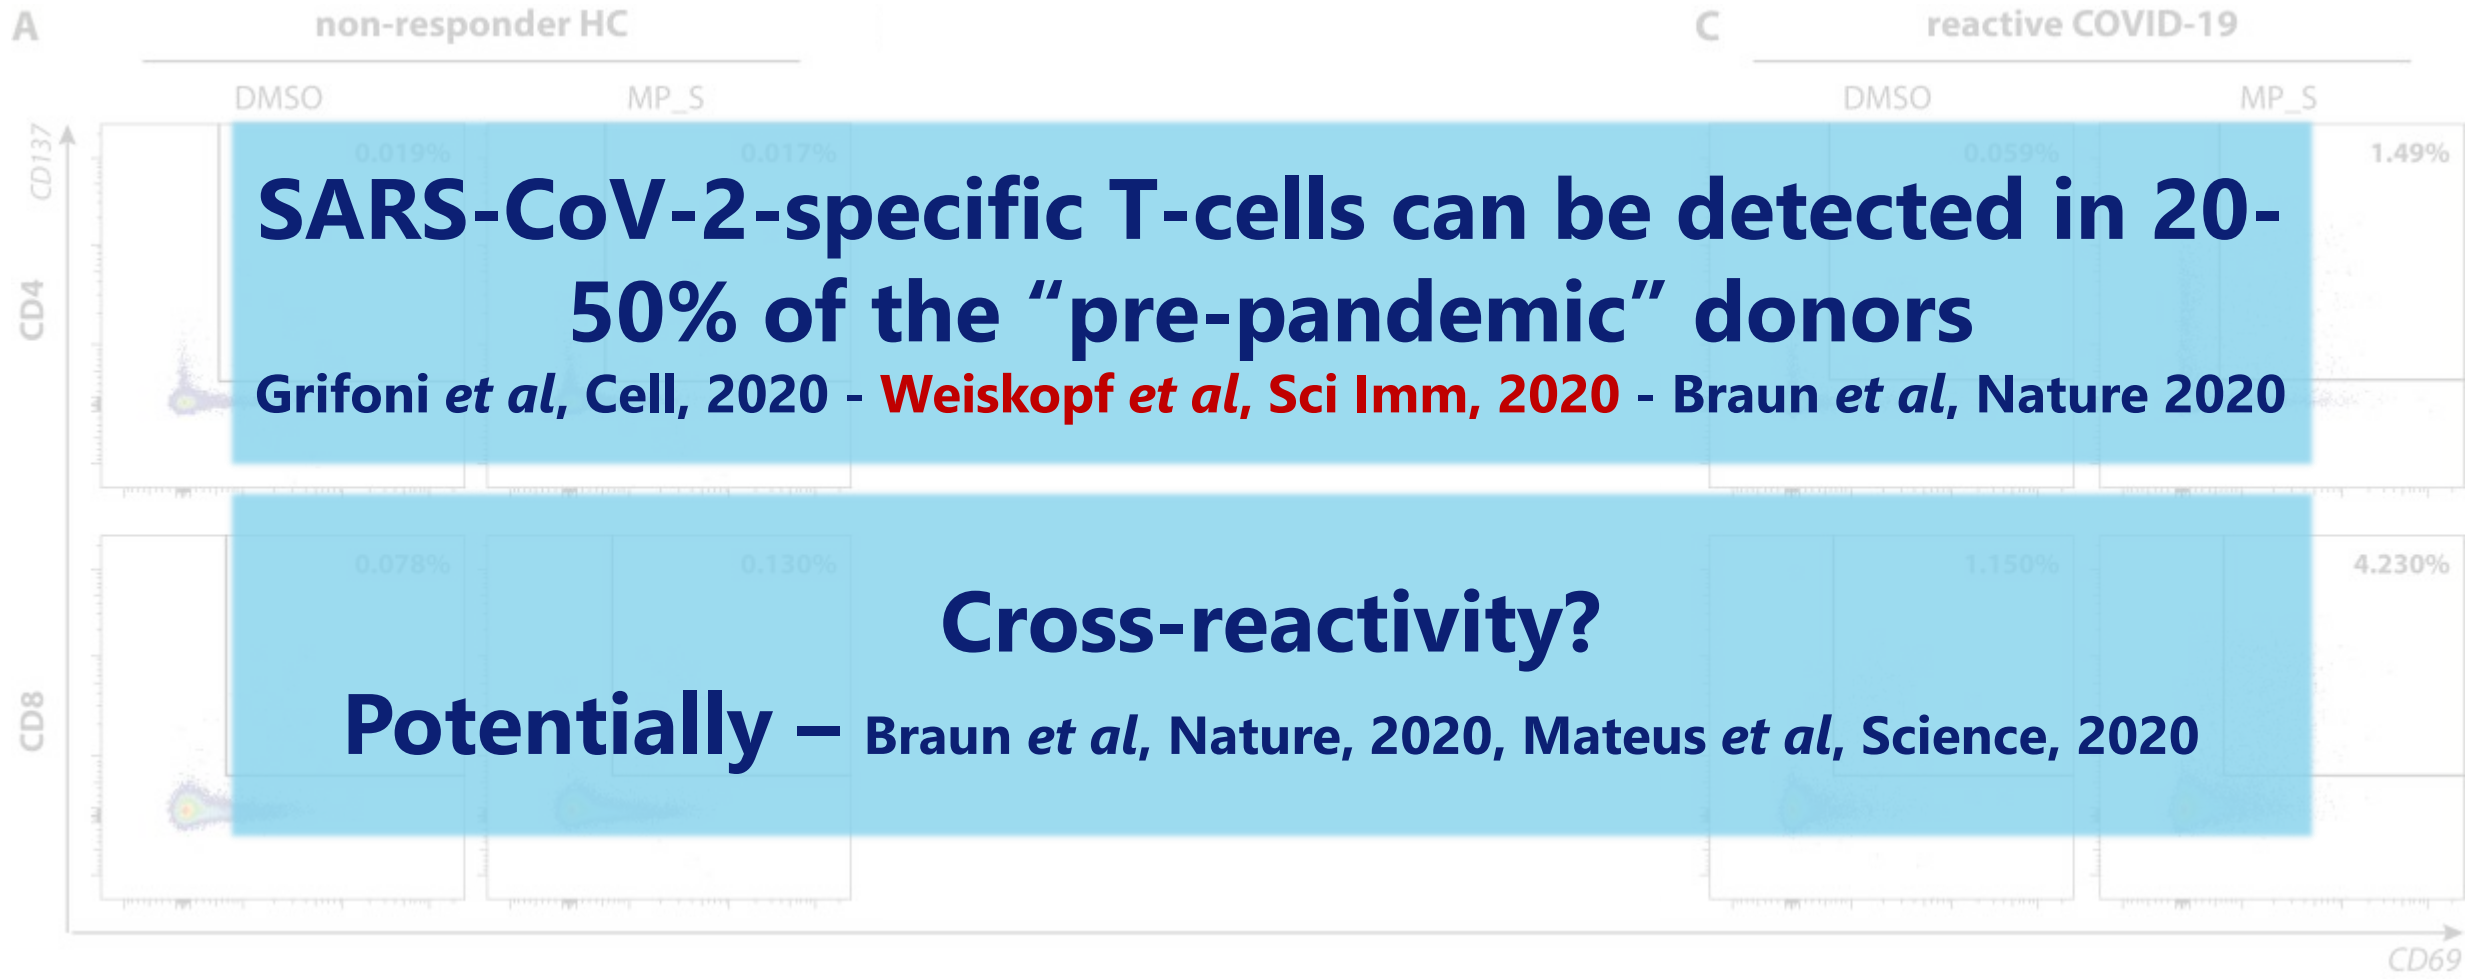 A
non-responder HC
C
reactive COVID-19
DMSO
MP_S
DMSO
MP_S
CD137
0.019%
0.017%
0.059%
1.49%
SARS-CoV-2-specific T-cells can be detected in 20-
50% of the “pre-pandemic” donors
Grifoni et al, Cell, 2020 - Weiskopf et al, Sci Imm, 2020 - Braun et al, Nature 2020
CD4
0.078%
0.130%
1.150%
4.230%
Cross-reactivity?
Potentially – Braun et al, Nature, 2020, Mateus et al, Science, 2020
CD8
CD69